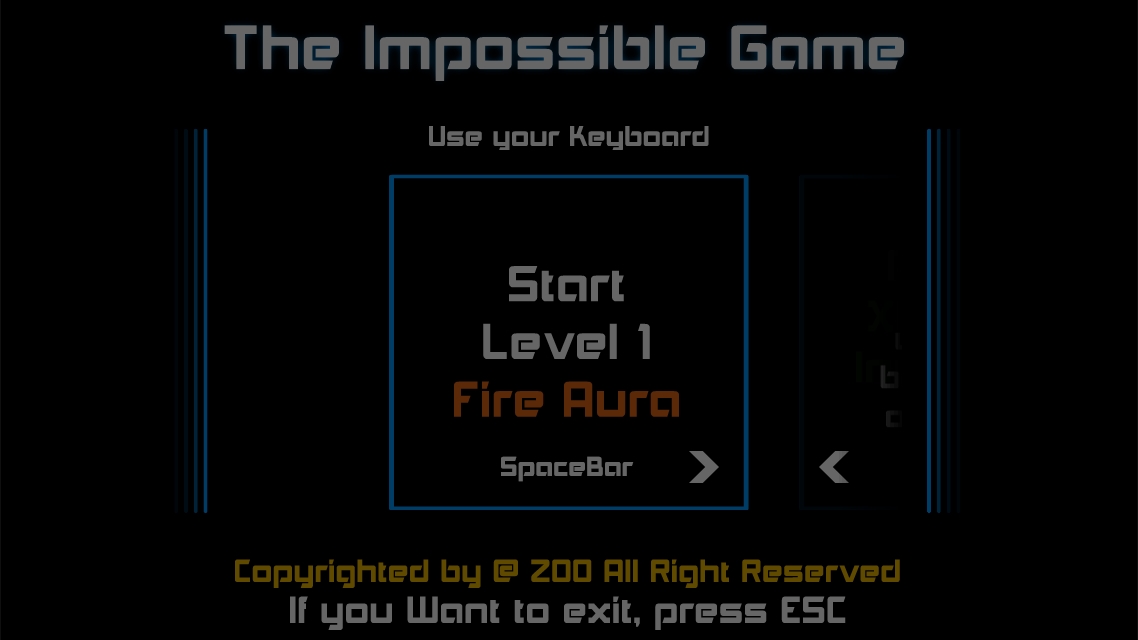 The Impossible Game
Use your Keyboard
Start
Level 1
Fire Aura
SpaceBar
Copyrighted by @ ZOO All Right Reserved
If you Want to exit, press ESC